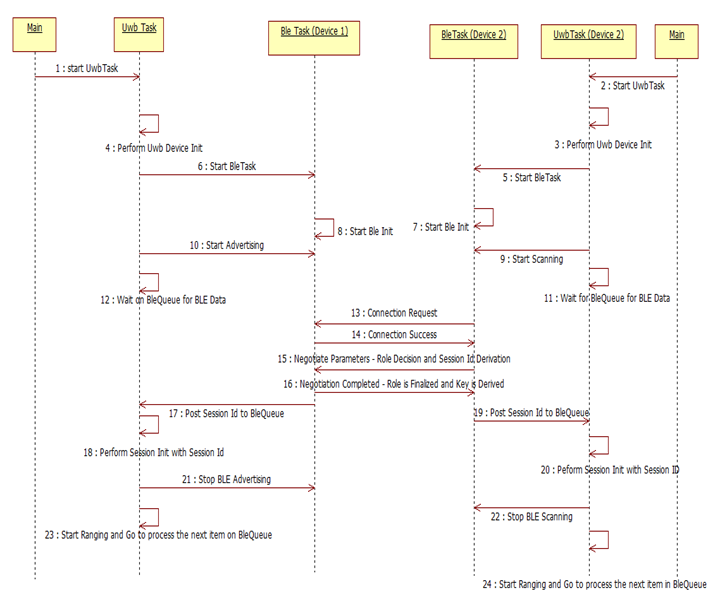 Main
Uwb Task
Ble Task (Device 1)
BleTask (Device 2)
UwbTask (Device 2)
Main
1 : start UwbTask
2 : Start UwbTask
4 : Perform Uwb Device Init
3 : Perform Uwb Device Init
6 : Start BleTask
5 : Start BleTask
8 : Start Ble Init
7 : Start Ble Init
10 : Start Advertising
9 : Start Scanning
12 : Wait on BleQueue for BLE Data
11 : Wait for BleQueue for BLE Data
13 : Connection Request
14 : Connection Success
15 : Negotiate Parameters - Role Decision and Session Id Derivation
16 : Negotiation Completed - Role is Finalized and Key is Derived
17 : Post Session Id to BleQueue
19 : Post Session Id to BleQueue
18 : Perform Session Init with Session Id
20 : Peform Session Init with Session ID
21 : Stop BLE Advertising
22 : Stop BLE Scanning
23 : Start Ranging and Go to process the next item on BleQueue
24 : Start Ranging and Go to process the next item in BleQueue